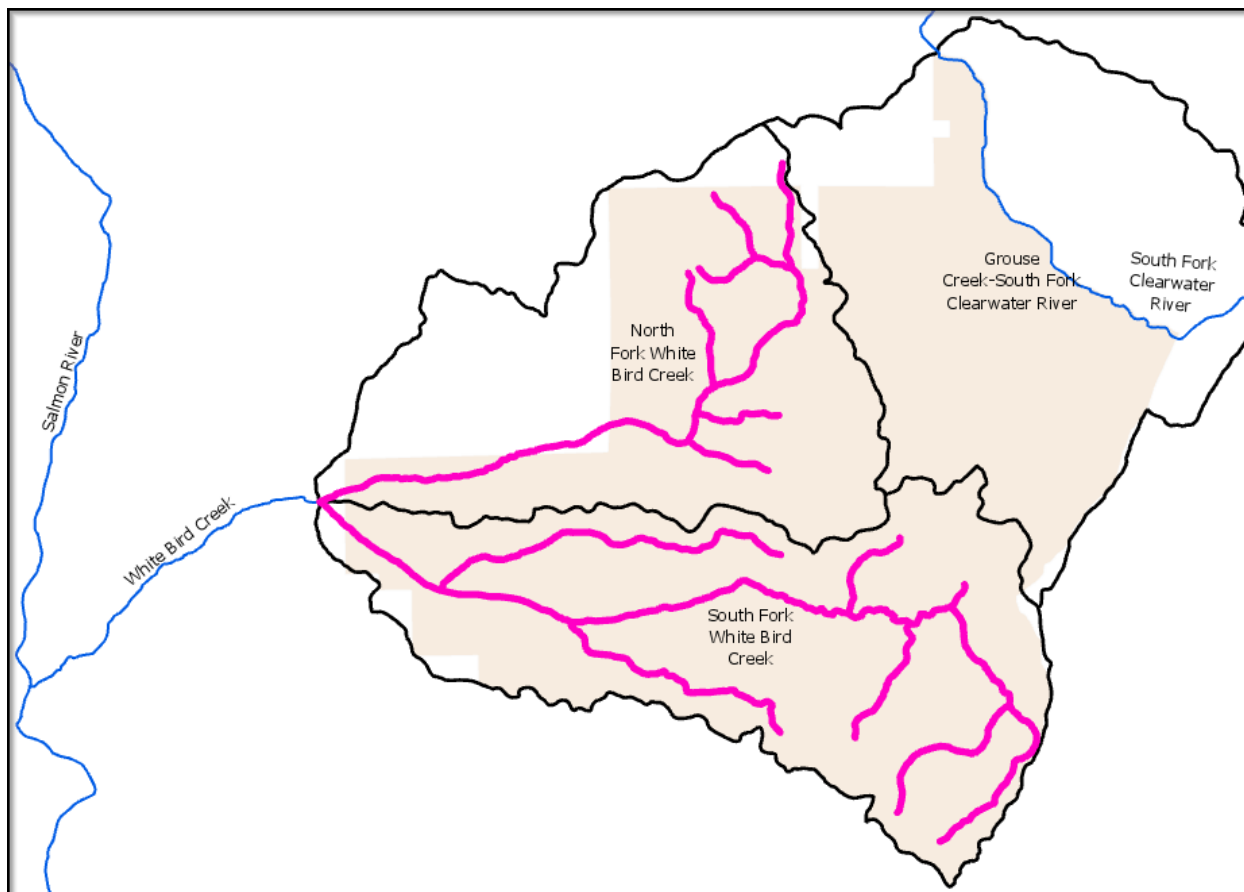 Salmon River
White Bird Creek
North
Fork White
Bird Creek
South Fork
White Bird
Creek
Grouse
Creek-South Fork
Clearwater River
South Fork
Clearwater
River